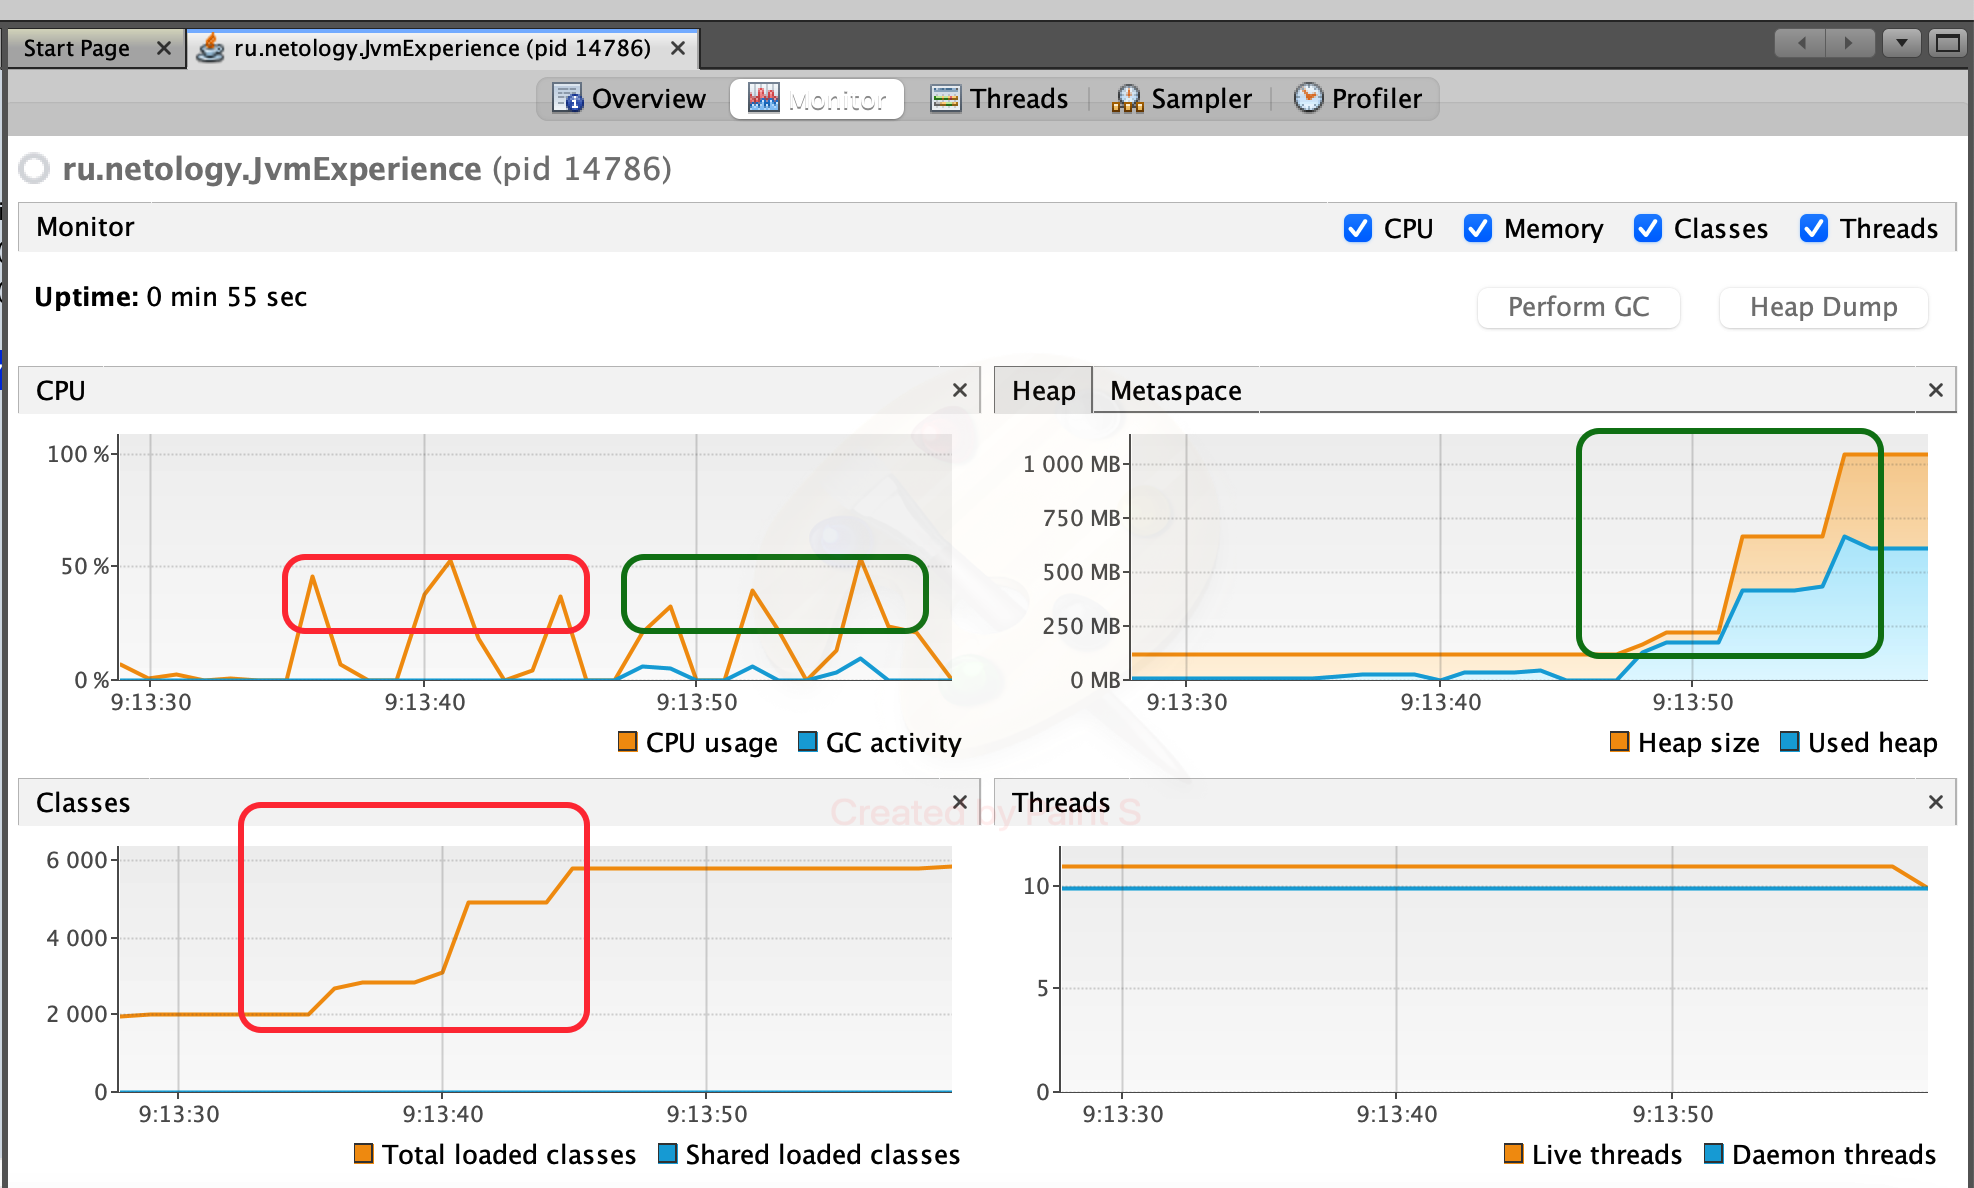 Start Page
ru.netology.JvmExperience (pid 14786)
Overview Monitor Threads Sampler Profiler
ru.netology.JvmExperience (pid 14786)
Monitor
CPU Memory Classes Threads
Uptime: 0 min 55 sec
Perform GC Heap Dump
CPU
100 %
50 %
0 %
9:13:30 9:13:40 9:13:50
CPU usage GC activity
Heap Metaspace
1 000 MB
750 MB
500 MB
250 MB
0 MB
9:13:30 9:13:40 9:13:50
Heap size Used heap
Classes
6 000
4 000
2 000
0
9:13:30 9:13:40 9:13:50
Total loaded classes Shared loaded classes
Threads
10
5
0
9:13:30 9:13:40 9:13:50
Live threads Daemon threads
Created by Paint S